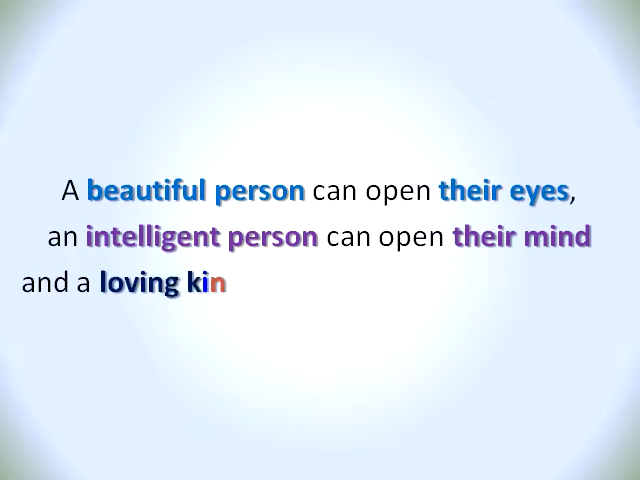 A beautiful person can open their eyes,
an intelligent person can open their mind
and a loving kin